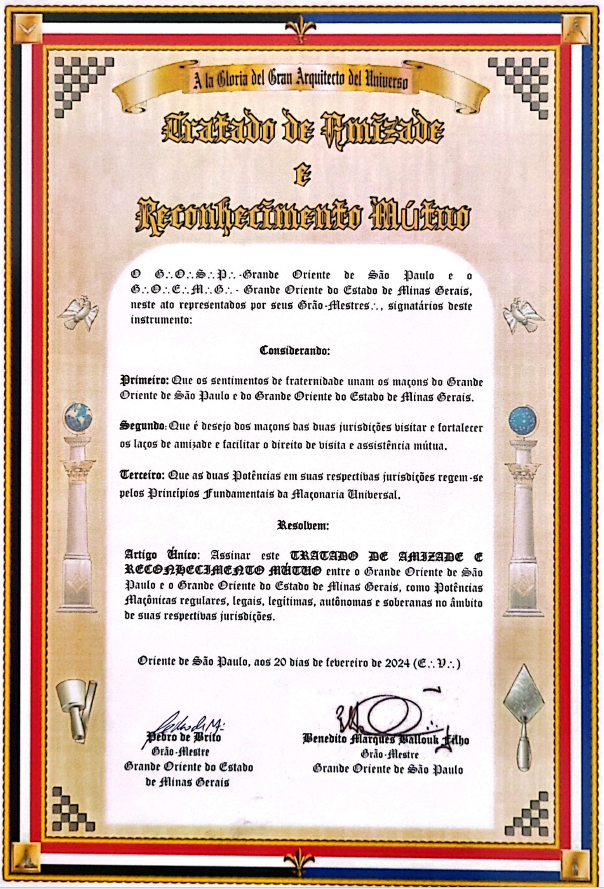 A la Gloria del Gran Arquitecto del Universo
Tratado de Amizade
e
Reconhecimento Mútuo
O G∴O∴S∴P∴-Grande Oriente de São Paulo e o
G∴O∴E∴M∴G∴- Grande Oriente do Estado de Minas Gerais,
neste ato representados por seus Grão-Mestres∴, signatários deste
instrumento:
Considerando:
Primeiro: Que os sentimentos de fraternidade unam os maçons do Grande
Oriente de São Paulo e do Grande Oriente do Estado de Minas Gerais.
Segundo: Que é desejo dos maçons das duas jurisdições visitar e fortalecer
os laços de amizade e facilitar o direito de visita e assistência mútua.
Terceiro: Que as duas Potências em suas respectivas jurisdições regem-se
pelos Princípios Fundamentais da Maçonaria Universal.
Resolvem:
Artigo Único: Assinar este TRATADO DE AMIZADE E
RECONHECIMENTO MÚTUO entre o Grande Oriente de São
Paulo e o Grande Oriente do Estado de Minas Gerais, como Potências
Maçônicas regulares, legais, legítimas, autônomas e soberanas no âmbito
de suas respectivas jurisdições.
Oriente de São Paulo, aos 20 dias de fevereiro de 2024 (E∴V∴)
Pedro de Brito
Grão-Mestre
Grande Oriente do Estado
de Minas Gerais
Benedito Marques Ballouk Filho
Grão-Mestre
Grande Oriente de São Paulo